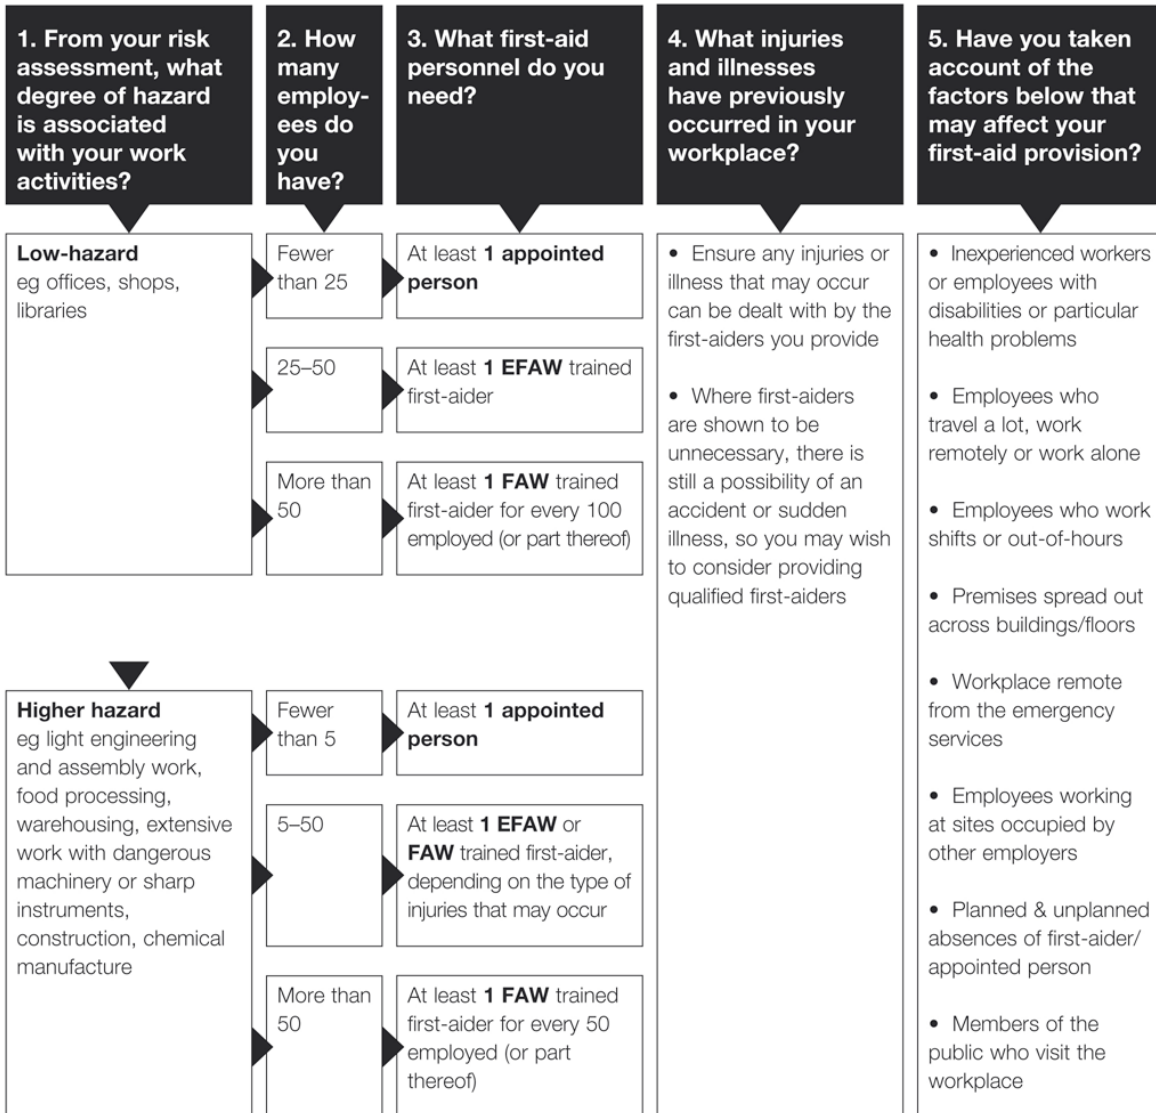 1. From your risk
assessment, what
degree of hazard
is associated
with your work
activities?
2. How
many
employ-
ees do
you
have?
3. What first-aid
personnel do you
need?
4. What injuries
and illnesses
have previously
occurred in your
workplace?
5. Have you taken
account of the
factors below that
may affect your
first-aid provision?
Low-hazard
eg offices, shops,
libraries
Fewer
than 25
At least 1 appointed
person
25–50
At least 1 EFAW trained
first-aider
More than
50
At least 1 FAW trained
first-aider for every 100
employed (or part thereof)
Higher hazard
eg light engineering
and assembly work,
food processing,
warehousing, extensive
work with dangerous
machinery or sharp
instruments,
construction, chemical
manufacture
Fewer
than 5
At least 1 appointed
person
5–50
At least 1 EFAW or
FAW trained first-aider,
depending on the type of
injuries that may occur
More than
50
At least 1 FAW trained
first-aider for every 50
employed (or part
thereof)
• Ensure any injuries or
illness that may occur
can be dealt with by the
first-aiders you provide
• Where first-aiders
are shown to be
unnecessary, there is
still a possibility of an
accident or sudden
illness, so you may wish
to consider providing
qualified first-aiders
• Inexperienced workers
or employees with
disabilities or particular
health problems
• Employees who
travel a lot, work
remotely or work alone
• Employees who work
shifts or out-of-hours
• Premises spread out
across buildings/floors
• Workplace remote
from the emergency
services
• Employees working
at sites occupied by
other employers
• Planned & unplanned
absences of first-aider/
appointed person
• Members of the
public who visit the
workplace